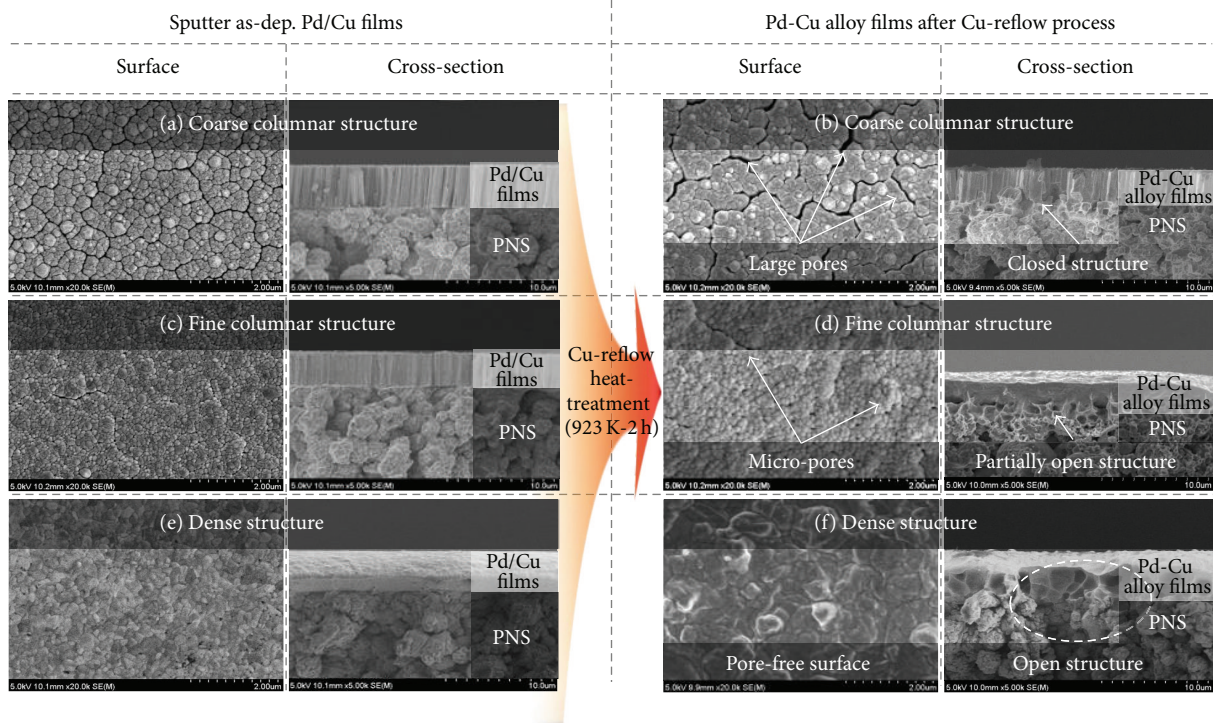 Sputter as-dep. Pd/Cu films
Pd-Cu alloy films after Cu-reflow process
Surface
Cross-section
Surface
Cross-section
(a) Coarse columnar structure
Pd/Cu
films
PNS
5.0kV 10.1mm x20.0k SE(M)
2.00um
5.0kV 10.1mm x5.00k SE(M)
10.0um
(b) Coarse columnar structure
Pd-Cu
alloy films
PNS
Large pores
Closed structure
5.0kV 10.2mm x20.0k SE(M)
2.00um
5.0kV 9.4mm x5.00k SE(M)
10.0um
(c) Fine columnar structure
Pd/Cu
films
PNS
5.0kV 10.2mm x20.0k SE(M)
2.00um
5.0kV 10.1mm x5.00k SE(M)
10.0um
Cu-reflow
heat-
treatment
(923 K-2 h)
(d) Fine columnar structure
Pd-Cu
alloy films
PNS
Micro-pores
Partially open structure
5.0kV 10.2mm x20.0k SE(M)
2.00um
5.0kV 10.0mm x5.00k SE(M)
10.0um
(e) Dense structure
Pd/Cu
films
PNS
5.0kV 10.1mm x20.0k SE(M)
2.00um
5.0kV 10.1mm x5.00k SE(M)
10.0um
(f) Dense structure
Pd-Cu
alloy films
PNS
Pore-free surface
Open structure
5.0kV 9.9mm x20.0k SE(M)
2.00um
5.0kV 10.1mm x5.00k SE(M)
10.0um